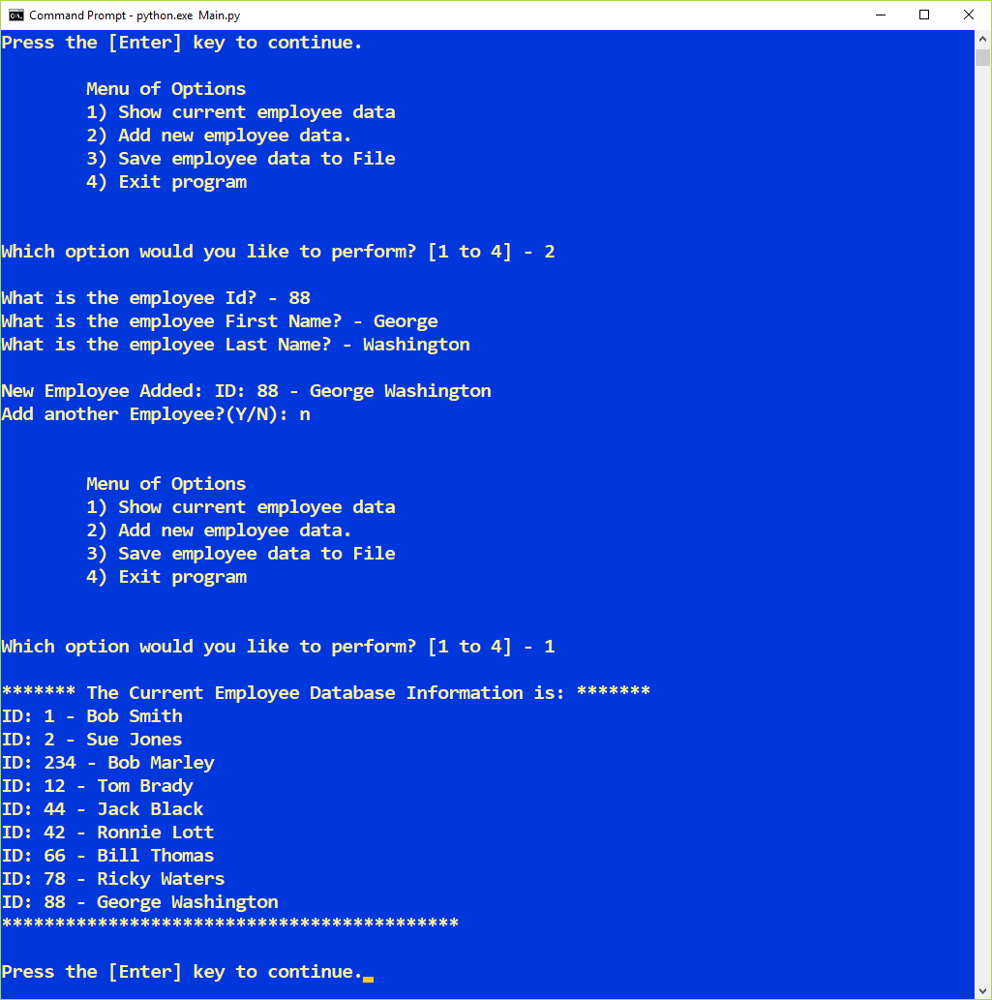 Command Prompt - python.exe Main.py
Press the [Enter] key to continue.
Menu of Options
1) Show current employee data
2) Add new employee data.
3) Save employee data to File
4) Exit program
Which option would you like to perform? [1 to 4] - 2
What is the employee Id? - 88
What is the employee First Name? - George
What is the employee Last Name? - Washington
New Employee Added: ID: 88 - George Washington
Add another Employee?(Y/N): n
Menu of Options
1) Show current employee data
2) Add new employee data.
3) Save employee data to File
4) Exit program
Which option would you like to perform? [1 to 4] - 1
******* The Current Employee Database Information is: *******
ID: 1 - Bob Smith
ID: 2 - Sue Jones
ID: 234 - Bob Marley
ID: 12 - Tom Brady
ID: 44 - Jack Black
ID: 42 - Ronnie Lott
ID: 66 - Bill Thomas
ID: 78 - Ricky Waters
ID: 88 - George Washington
*******************************************
Press the [Enter] key to continue.